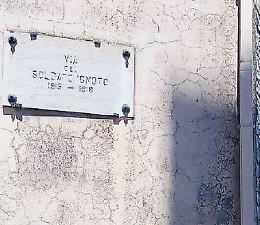 VIA
DEL
SOLDATO IGNOTO
1915 - 1918